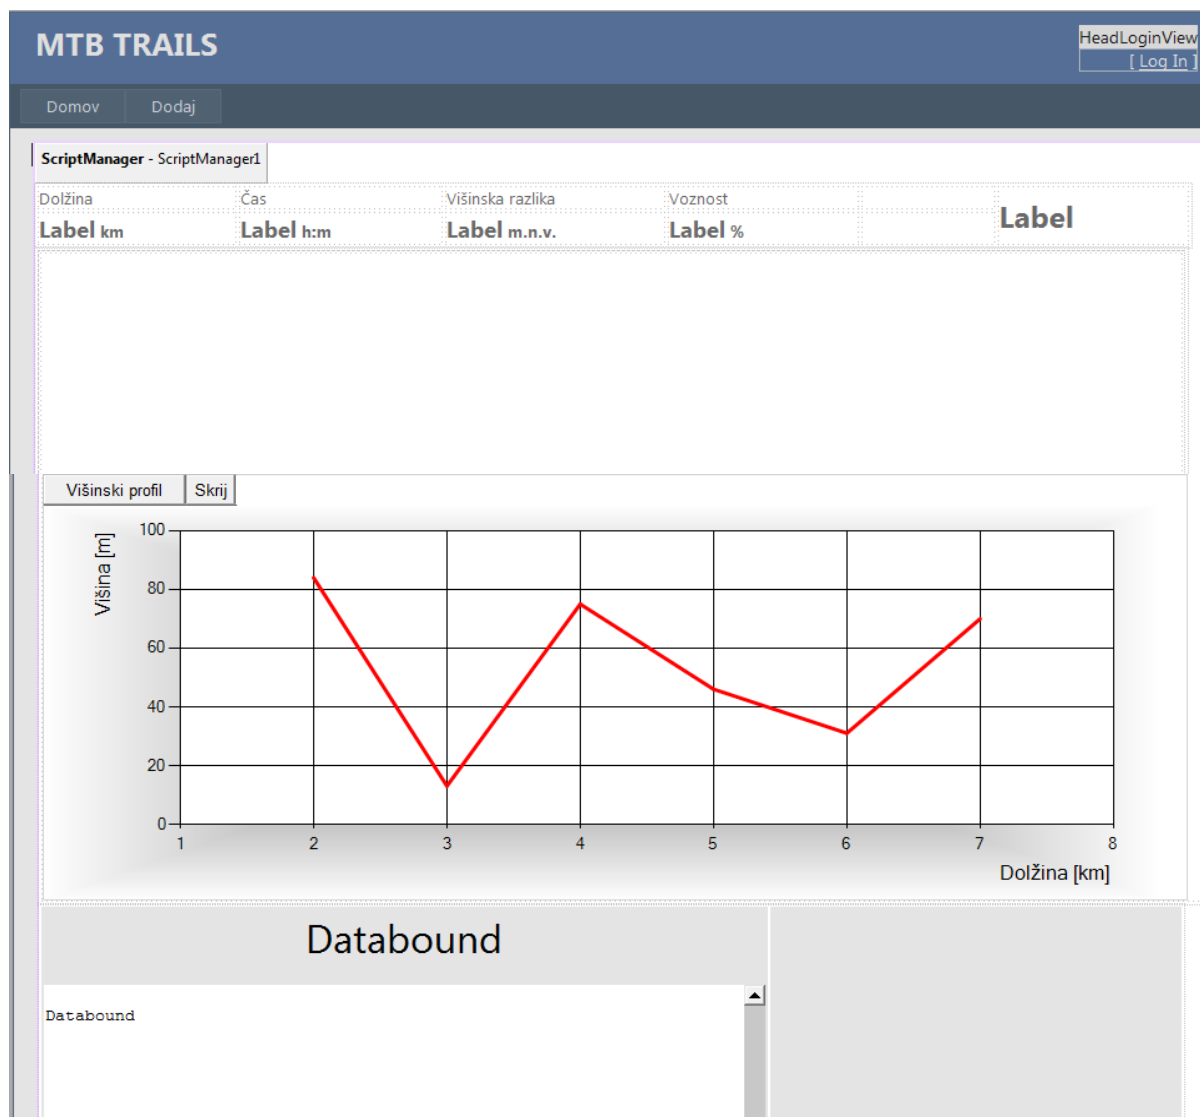 MTB TRAILS
HeadLoginView
[ Log In ]
Domov Dodaj
ScriptManager - ScriptManager1
Dolžina Čas Višinska razlika Voznost
Label km Label h:m Label m.n.v. Label % Label
Višinski profil Skrij
Višina [m]
100
80
60
40
20
0
1 2 3 4 5 6 7 8
Dolžina [km]
Databound
Databound